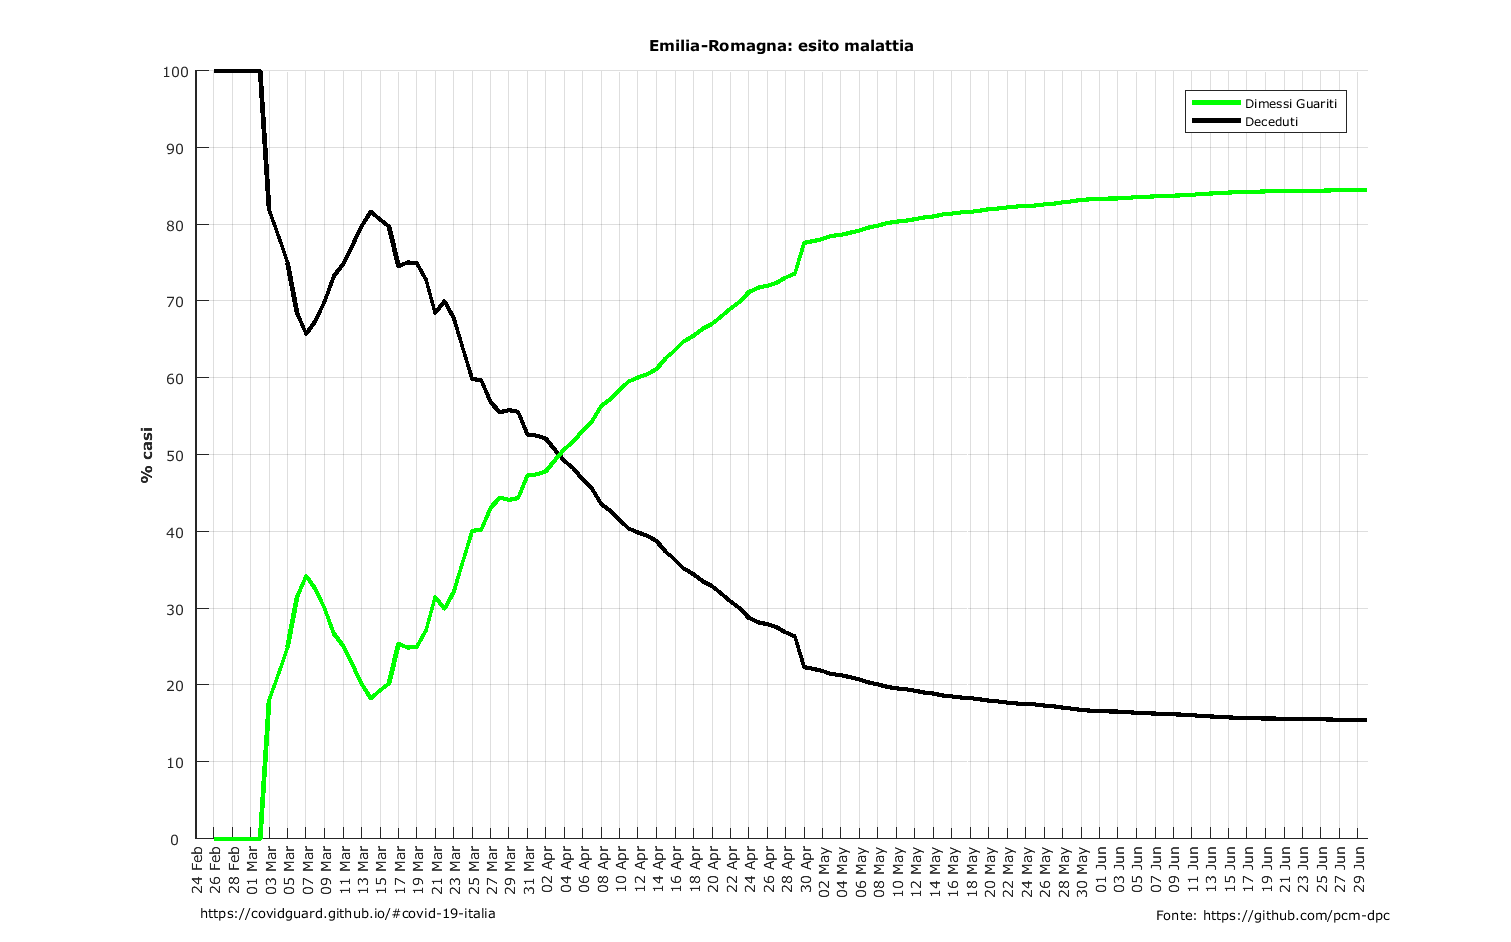 Emilia-Romagna: esito malattia
100
90
80
70
60
50
40
30
20
10
0
% casi
Dimessi Guariti
Deceduti
24 Feb
26 Feb
28 Feb
01 Mar
03 Mar
05 Mar
07 Mar
09 Mar
11 Mar
13 Mar
15 Mar
17 Mar
19 Mar
21 Mar
23 Mar
25 Mar
27 Mar
29 Mar
31 Mar
02 Apr
04 Apr
06 Apr
08 Apr
10 Apr
12 Apr
14 Apr
16 Apr
18 Apr
20 Apr
22 Apr
24 Apr
26 Apr
28 Apr
30 Apr
02 May
04 May
06 May
08 May
10 May
12 May
14 May
16 May
18 May
20 May
22 May
24 May
26 May
28 May
30 May
01 Jun
03 Jun
05 Jun
07 Jun
09 Jun
11 Jun
13 Jun
15 Jun
17 Jun
19 Jun
21 Jun
23 Jun
25 Jun
27 Jun
29 Jun
https://covidguard.github.io/#covid-19-italia
Fonte: https://github.com/pcm-dpc